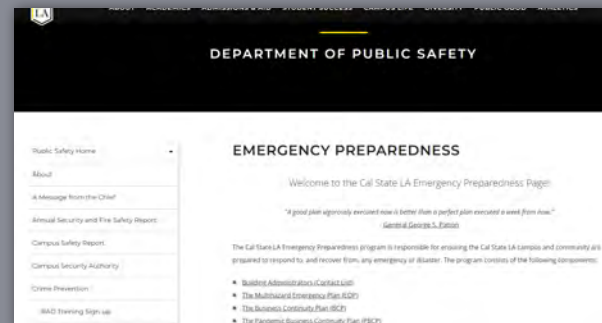 LA
ABOUT ACADEMICS ADMISSIONS & AID STUDENT SUCCESS CAMPUS LIFE DIVERSITY PUBLIC GOOD ATHLETICS
DEPARTMENT OF PUBLIC SAFETY
Public Safety Home
About
A Message from the Chief
Annual Security and Fire Safety Report
Campus Safety Report
Campus Security Authority
Crime Prevention
RAD Training Sign up
EMERGENCY PREPAREDNESS
Welcome to the Cal State LA Emergency Preparedness Page!
"A good plan vigorously executed now is better than a perfect plan executed a week from now."
General George S. Patton
The Cal State LA Emergency Preparedness program is responsible for ensuring the Cal State LA campus and community are
prepared to respond to, and recover from, any emergency or disaster. The program consists of the following components:
Building Administrators (Contact List)
The Multihazard Emergency Plan (EOP)
The Business Continuity Plan (BCP)
The Pandemic Business Continuity Plan (PBCP)